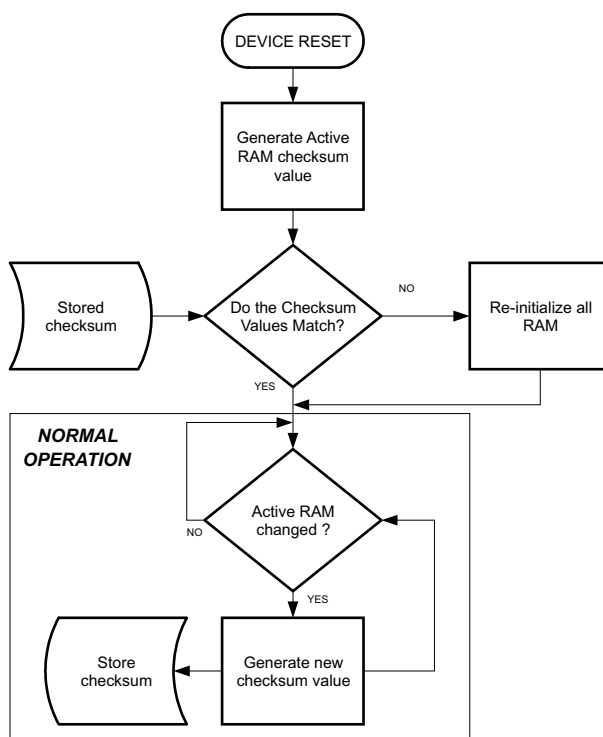 DEVICE RESET
Generate Active
RAM checksum
value
Stored
checksum
Do the Checksum
Values Match?
NO
Re-initialize all
RAM
YES
NORMAL
OPERATION
Active RAM
changed ?
NO
YES
Store
checksum
Generate new
checksum value